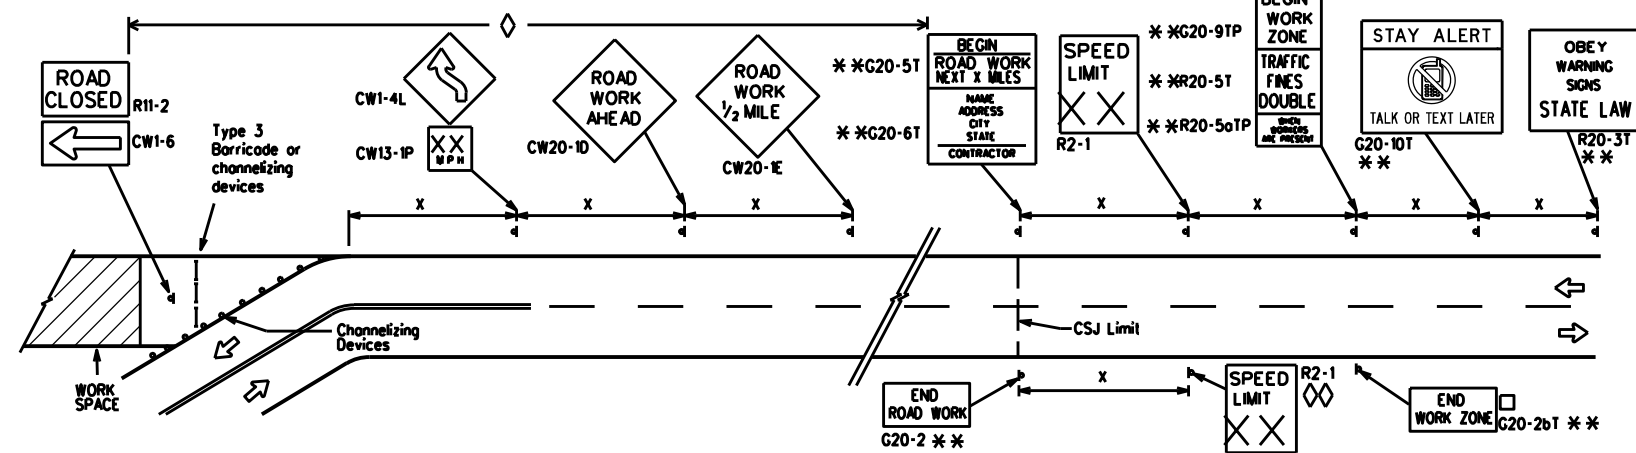 ROAD
CLOSED
R11-2
CW1-6
Type 3
Barricade or
channelizing
devices
CW1-4L
XX
MPH
CW13-1P
ROAD
WORK
AHEAD
CW20-1D
ROAD
WORK
1/2 MILE
CW20-1E
* *G20-5T
BEGIN
ROAD WORK
NEXT X MILES
* *G20-6T
NAME
ADDRESS
CITY
STATE
CONTRACTOR
SPEED
LIMIT
X X
R2-1
* *G20-9TP
BEGIN
WORK
ZONE
* *R20-5T
TRAFFIC
FINES
DOUBLE
* *R20-5aTP
WHEN
WORKERS
ARE PRESENT
STAY ALERT
TALK OR TEXT LATER
G20-10T
* *
OBEY
WARNING
SIGNS
STATE LAW
R20-3T
* *
X
X
X
X
X
X
X
WORK
SPACE
Channelizing
Devices
CSJ Limit
END
ROAD WORK
G20-2 * *
X
SPEED
LIMIT
X X
R2-1
END
WORK ZONE
G20-2bT * *